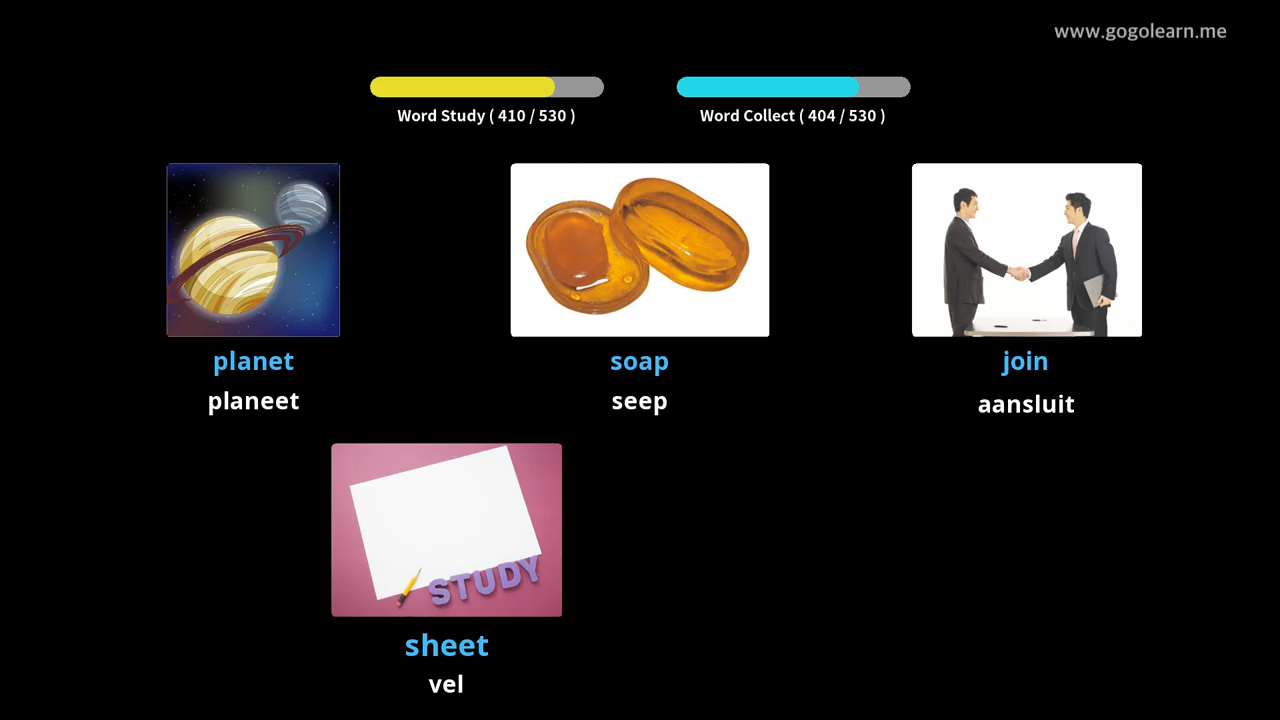 www.gogolearn.me
Word Study ( 410 / 530 )
Word Collect ( 404 / 530 )
planet
planeet
soap
seep
join
aansluit
STUDY
sheet
vel